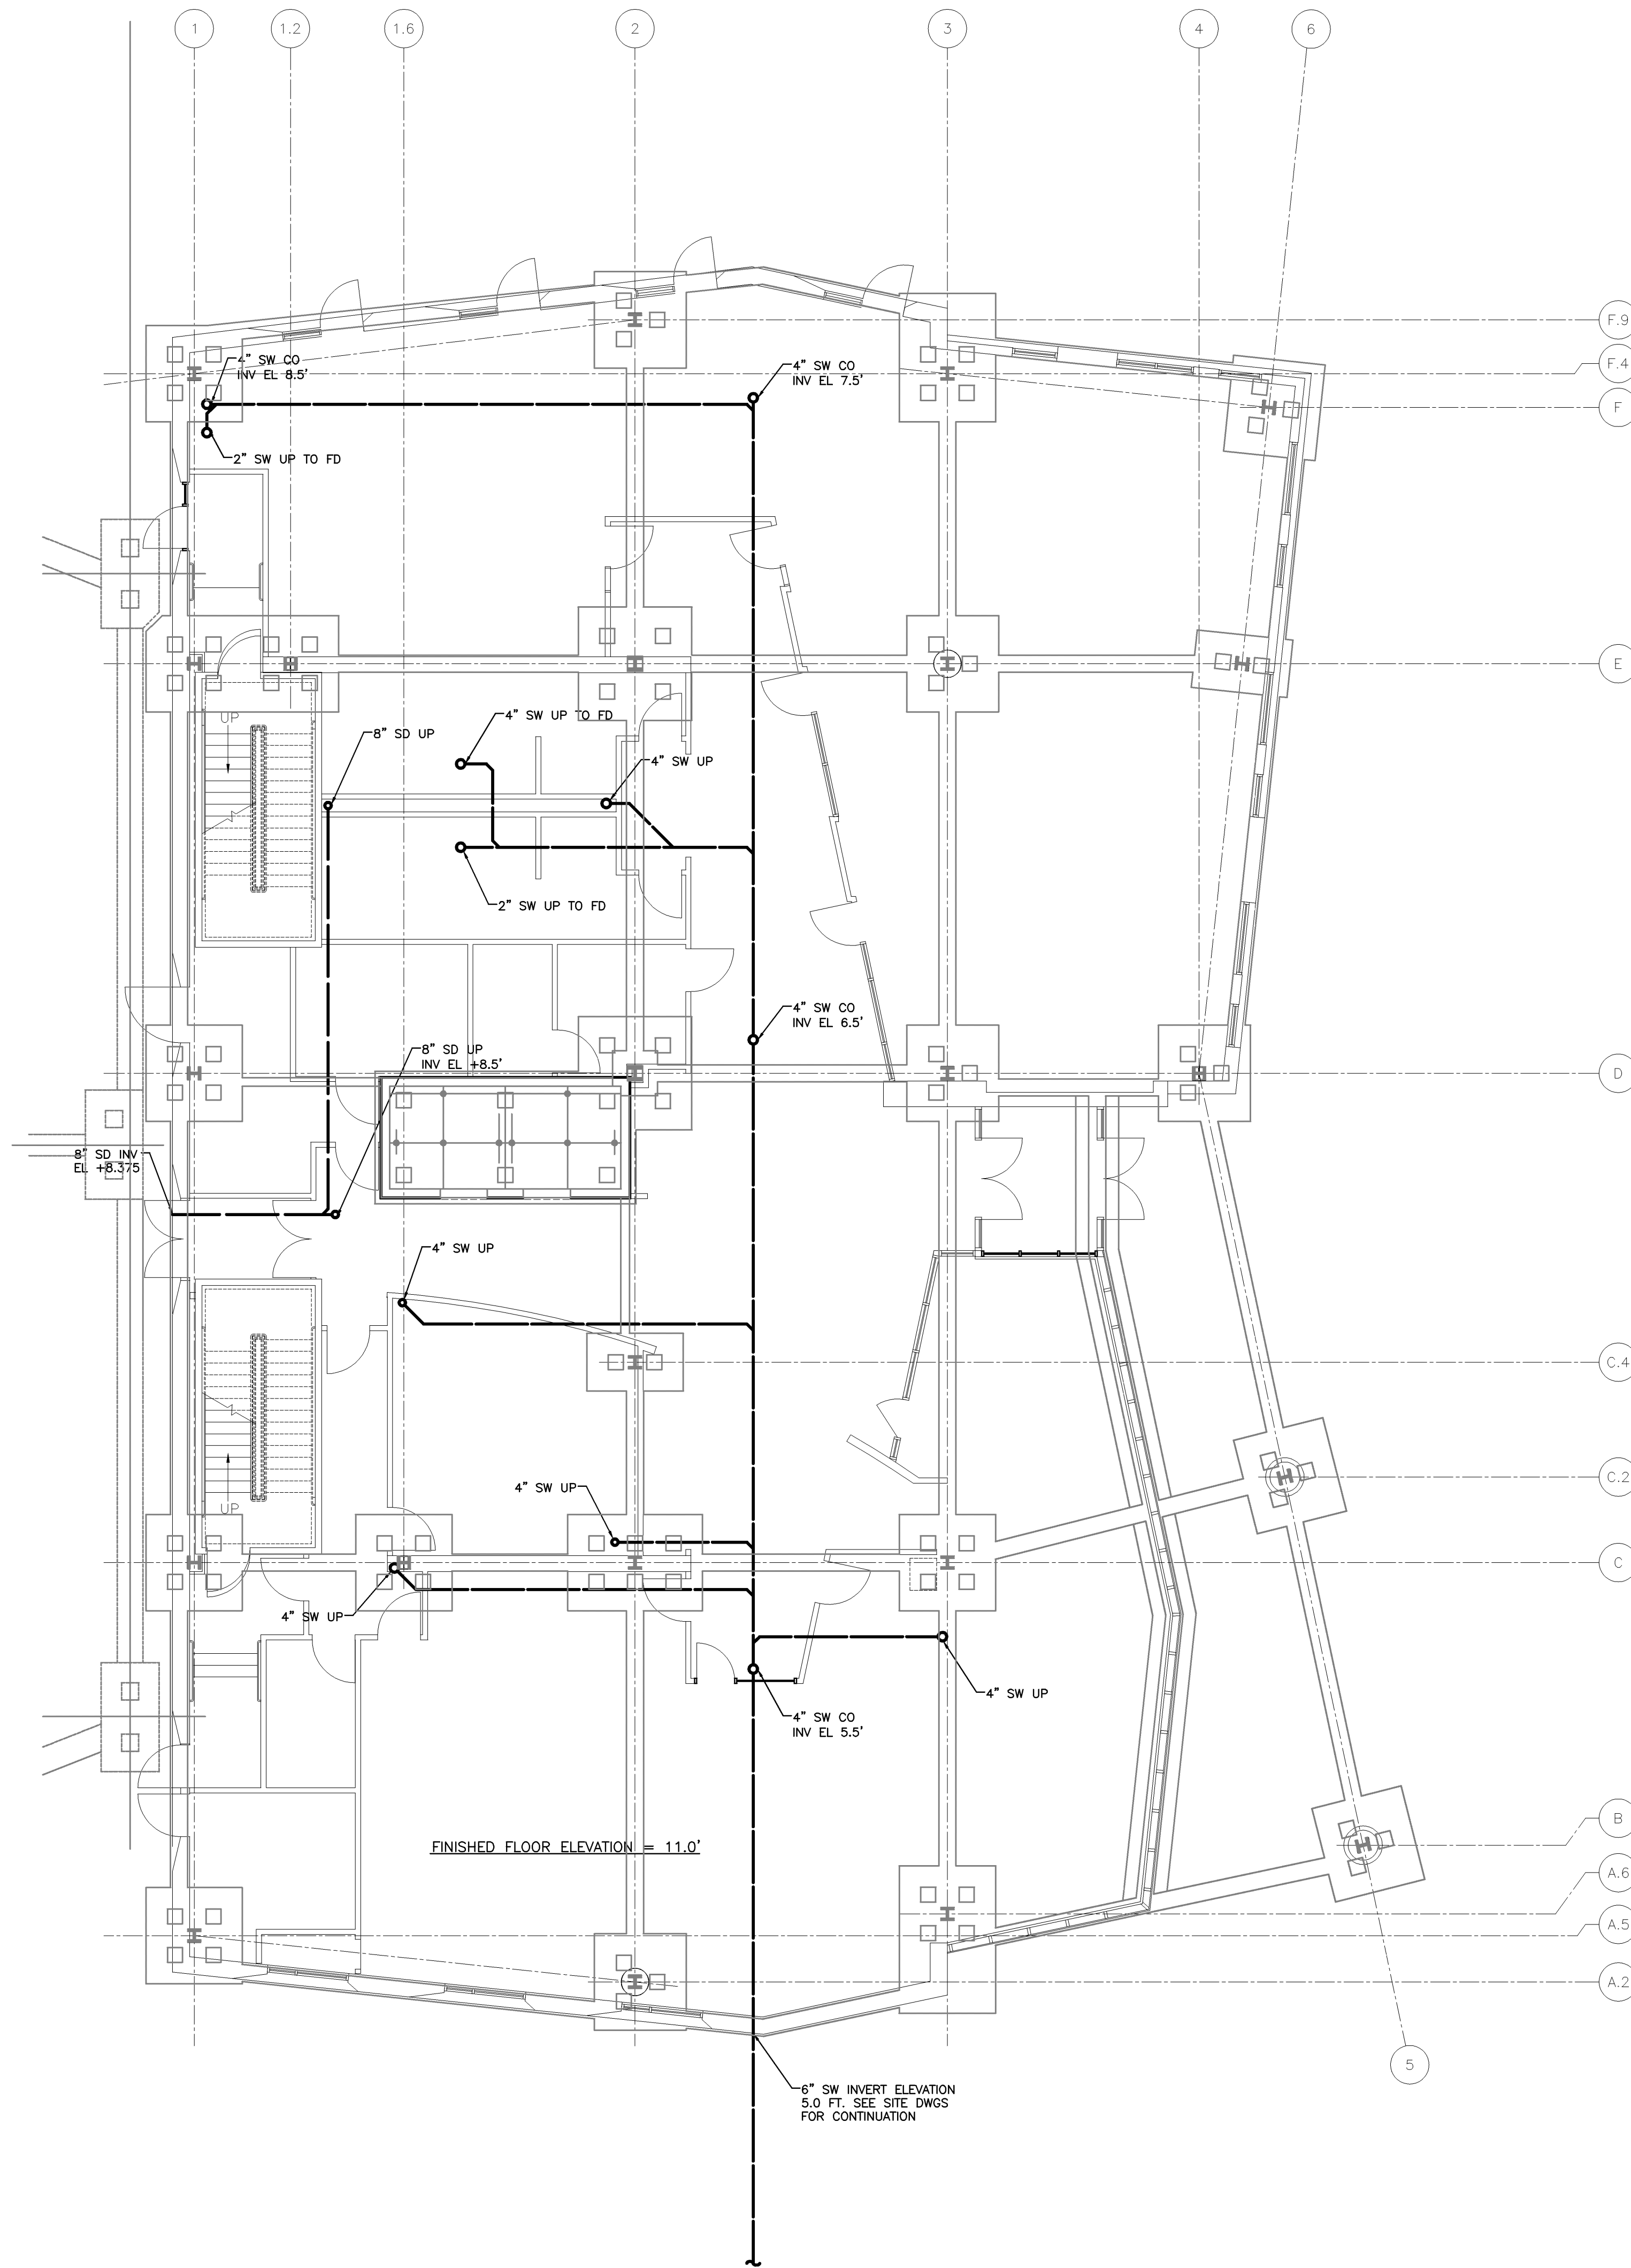 1
1.2
1.6
2
3
4
6
F.9
4" SW CO
INV EL 8.5'
4" SW CO
INV EL 7.5'
F.4
F
2" SW UP TO FD
E
UP
4" SW UP TO FD
8" SD UP
4" SW UP
2" SW UP TO FD
4" SW CO
INV EL 6.5'
8" SD UP
INV EL +8.5'
D
8" SD INV
EL +8.375
4" SW UP
C.4
C.2
4" SW UP
UP
C
4" SW UP
4" SW UP
4" SW CO
INV EL 5.5'
B
FINISHED FLOOR ELEVATION = 11.0'
A.6
A.5
A.2
5
6" SW INVERT ELEVATION
5.0 FT. SEE SITE DWGS
FOR CONTINUATION